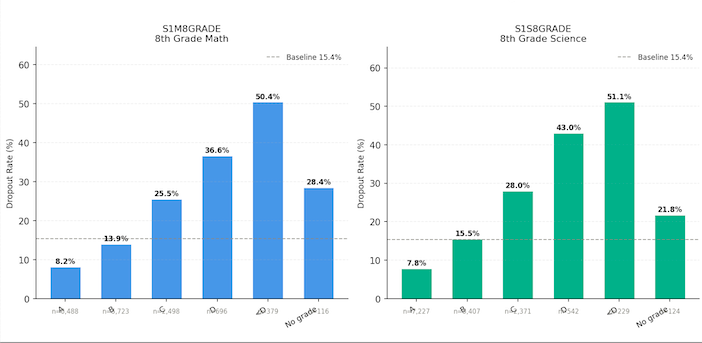 S1M8GRADE
8th Grade Math
Baseline 15.4%
Dropout Rate (%)
60
50
40
30
20
10
0
8.2%
13.9%
25.5%
36.6%
50.4%
28.4%
A
B
C
D
<D
No grade
S1S8GRADE
8th Grade Science
Baseline 15.4%
Dropout Rate (%)
60
50
40
30
20
10
0
7.8%
15.5%
28.0%
43.0%
51.1%
21.8%
A
B
C
D
<D
No grade